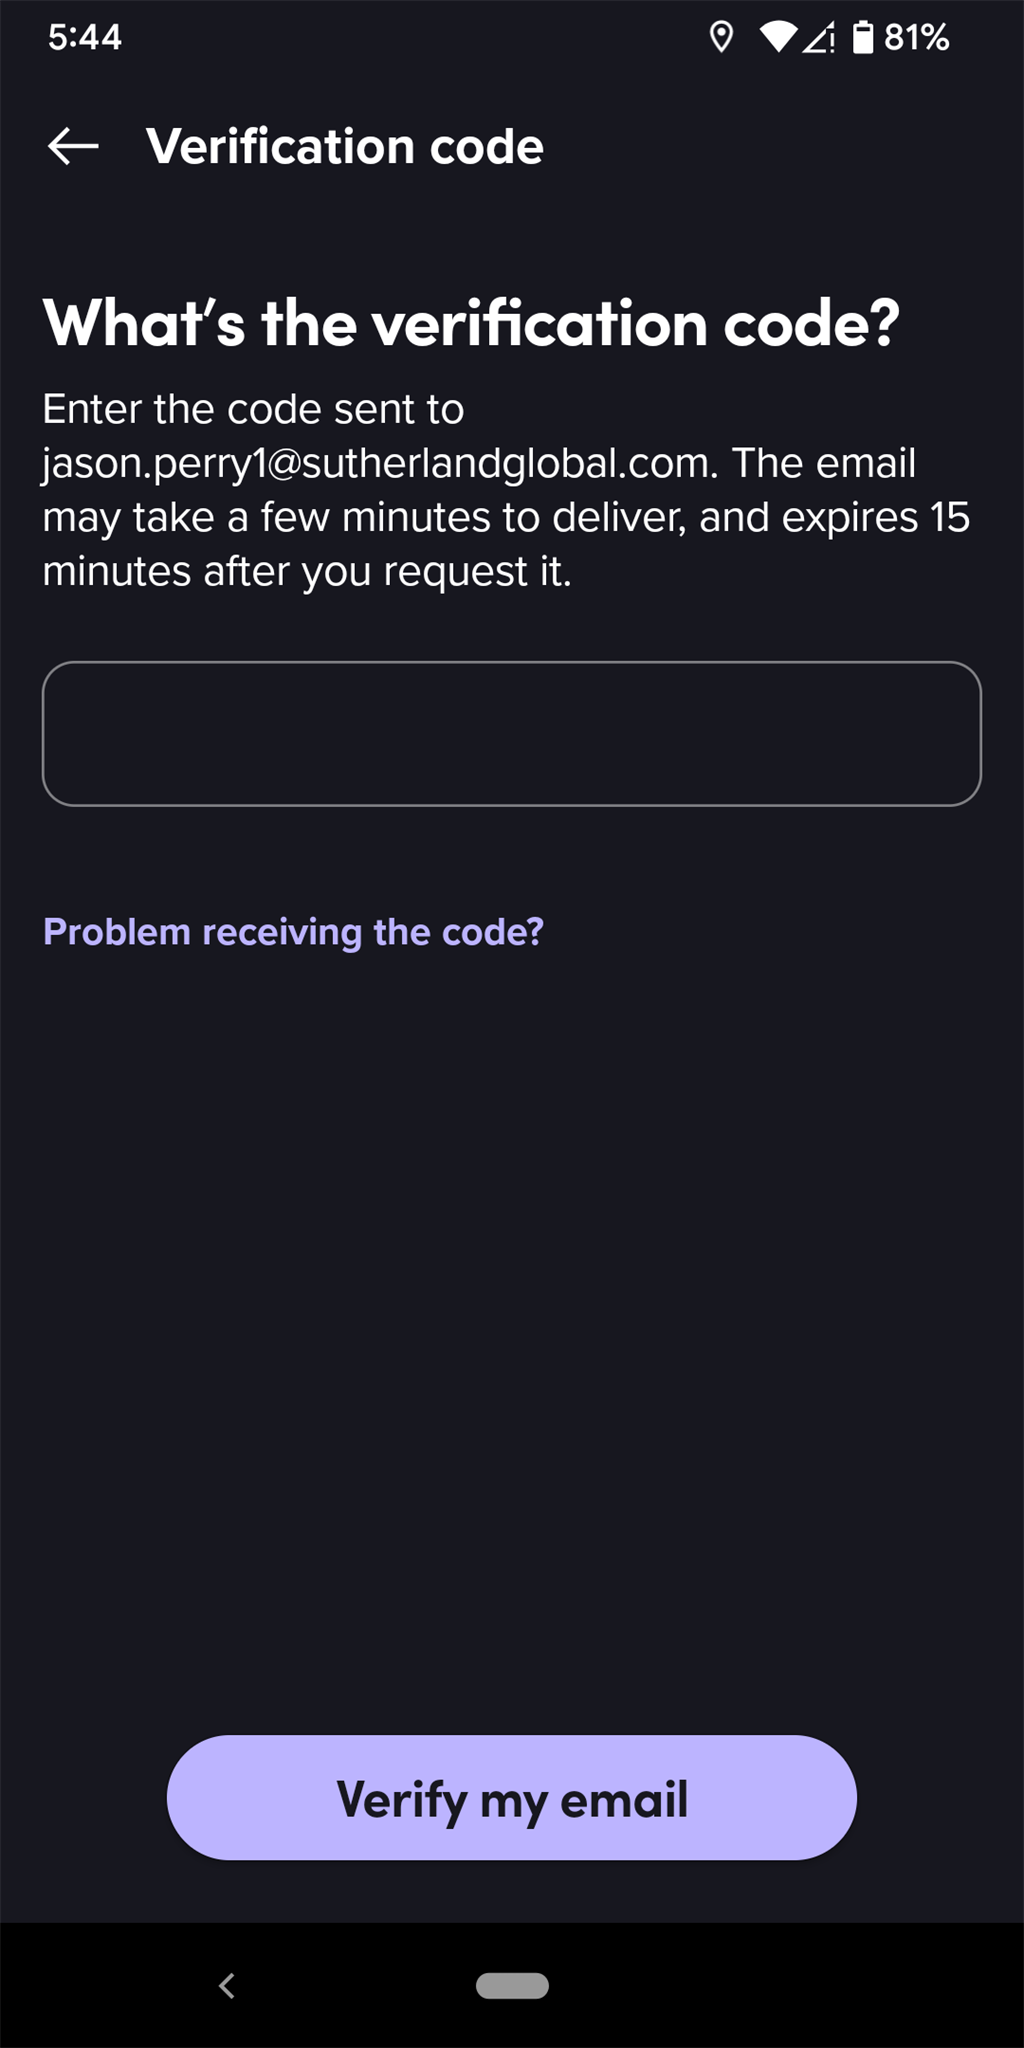 5:44
81%
Verification code
What's the verification code?
Enter the code sent to
jason.perry1@sutherlandglobal.com. The email
may take a few minutes to deliver, and expires 15
minutes after you request it.
Problem receiving the code?
Verify my email